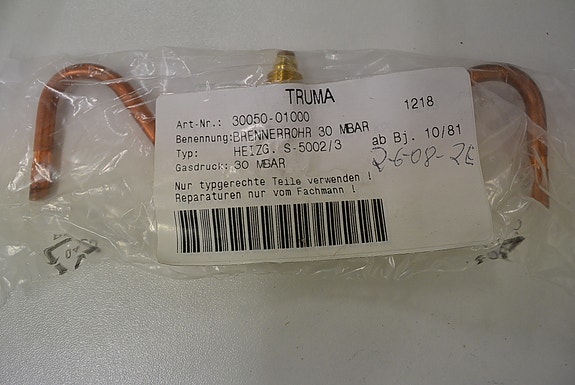 TRUMA
1218
Art-Nr.: 30050-01000
Benennung: BRENNERROHR 30 MBAR
ab Bj. 10/81
Typ: HEIZG. S-5002/3
Gasdruck: 30 MBAR
Nur typgerechte Teile verwenden !
Reparaturen nur vom Fachmann !